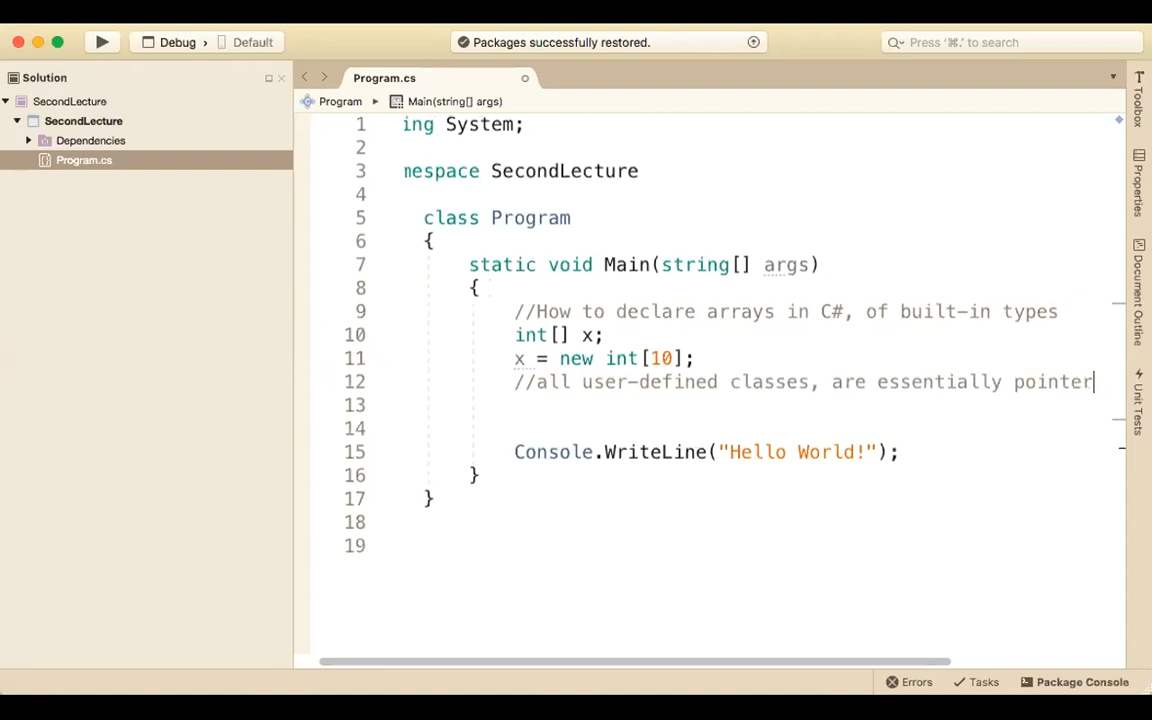 Debug › Default
Packages successfully restored.
Press '⌘.' to search
Solution
Program.cs
SecondLecture
Program ▸ Main(string[] args)
SecondLecture
Dependencies
Program.cs
1 ing System;
2
3 mespace SecondLecture
4
5 class Program
6 {
7 static void Main(string[] args)
8 {
9 //How to declare arrays in C#, of built-in types
10 int[] x;
11 x = new int[10];
12 //all user-defined classes, are essentially pointer
13
14
15 Console.WriteLine("Hello World!");
16 }
17 }
18
19
Toolbox
Properties
Document Outline
Unit Tests
Errors Tasks Package Console